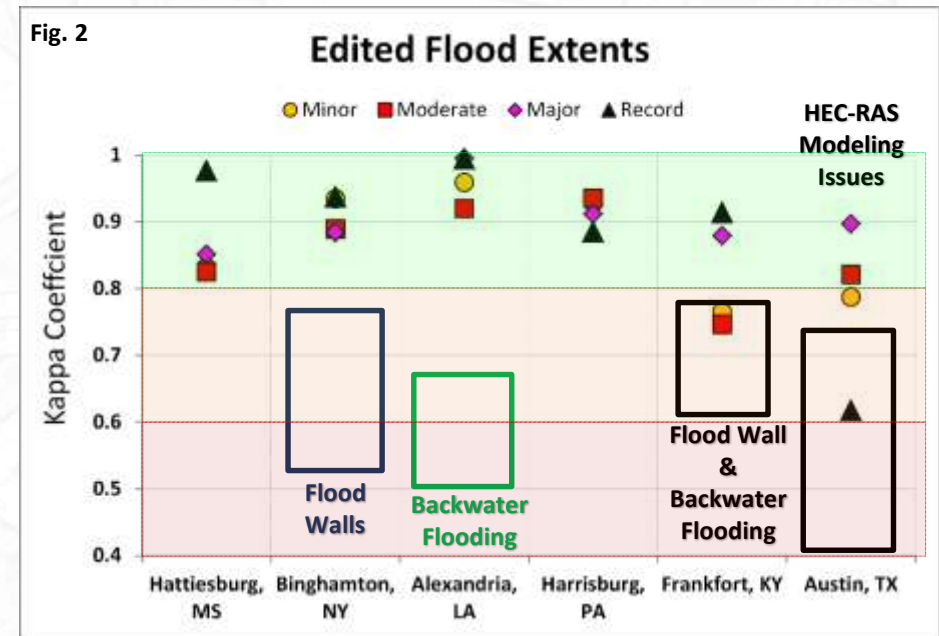 Fig. 2
Edited Flood Extents
Minor Moderate Major Record
HEC-RAS
Modeling
Issues
Kappa Coeffcient
1
0.9
0.8
0.7
0.6
0.5
0.4
Flood
Walls
Backwater
Flooding
Flood Wall
&
Backwater
Flooding
Hattiesburg,
MS
Binghamton,
NY
Alexandria,
LA
Harrisburg,
PA
Frankfort, KY
Austin, TX